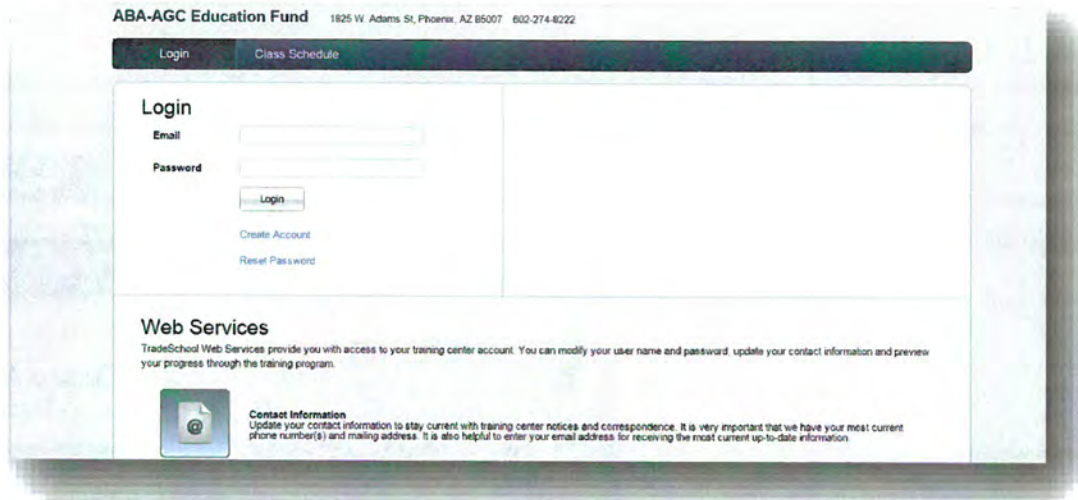 ABA-AGC Education Fund 1825 W. Adams St, Phoenix, AZ 85007 602-274-8222
Login Class Schedule
Login
Email
Password
Login
Create Account
Reset Password
Web Services
TradeSchool Web Services provide you with access to your training center account. You can modify your user name and password, update your contact information and preview
your progress through the training program.
Contact Information
Update your contact information to stay current with training center notices and correspondence. It is very important that we have your most current
phone number(s) and mailing address. It is also helpful to enter your email address for receiving the most current up-to-date information.